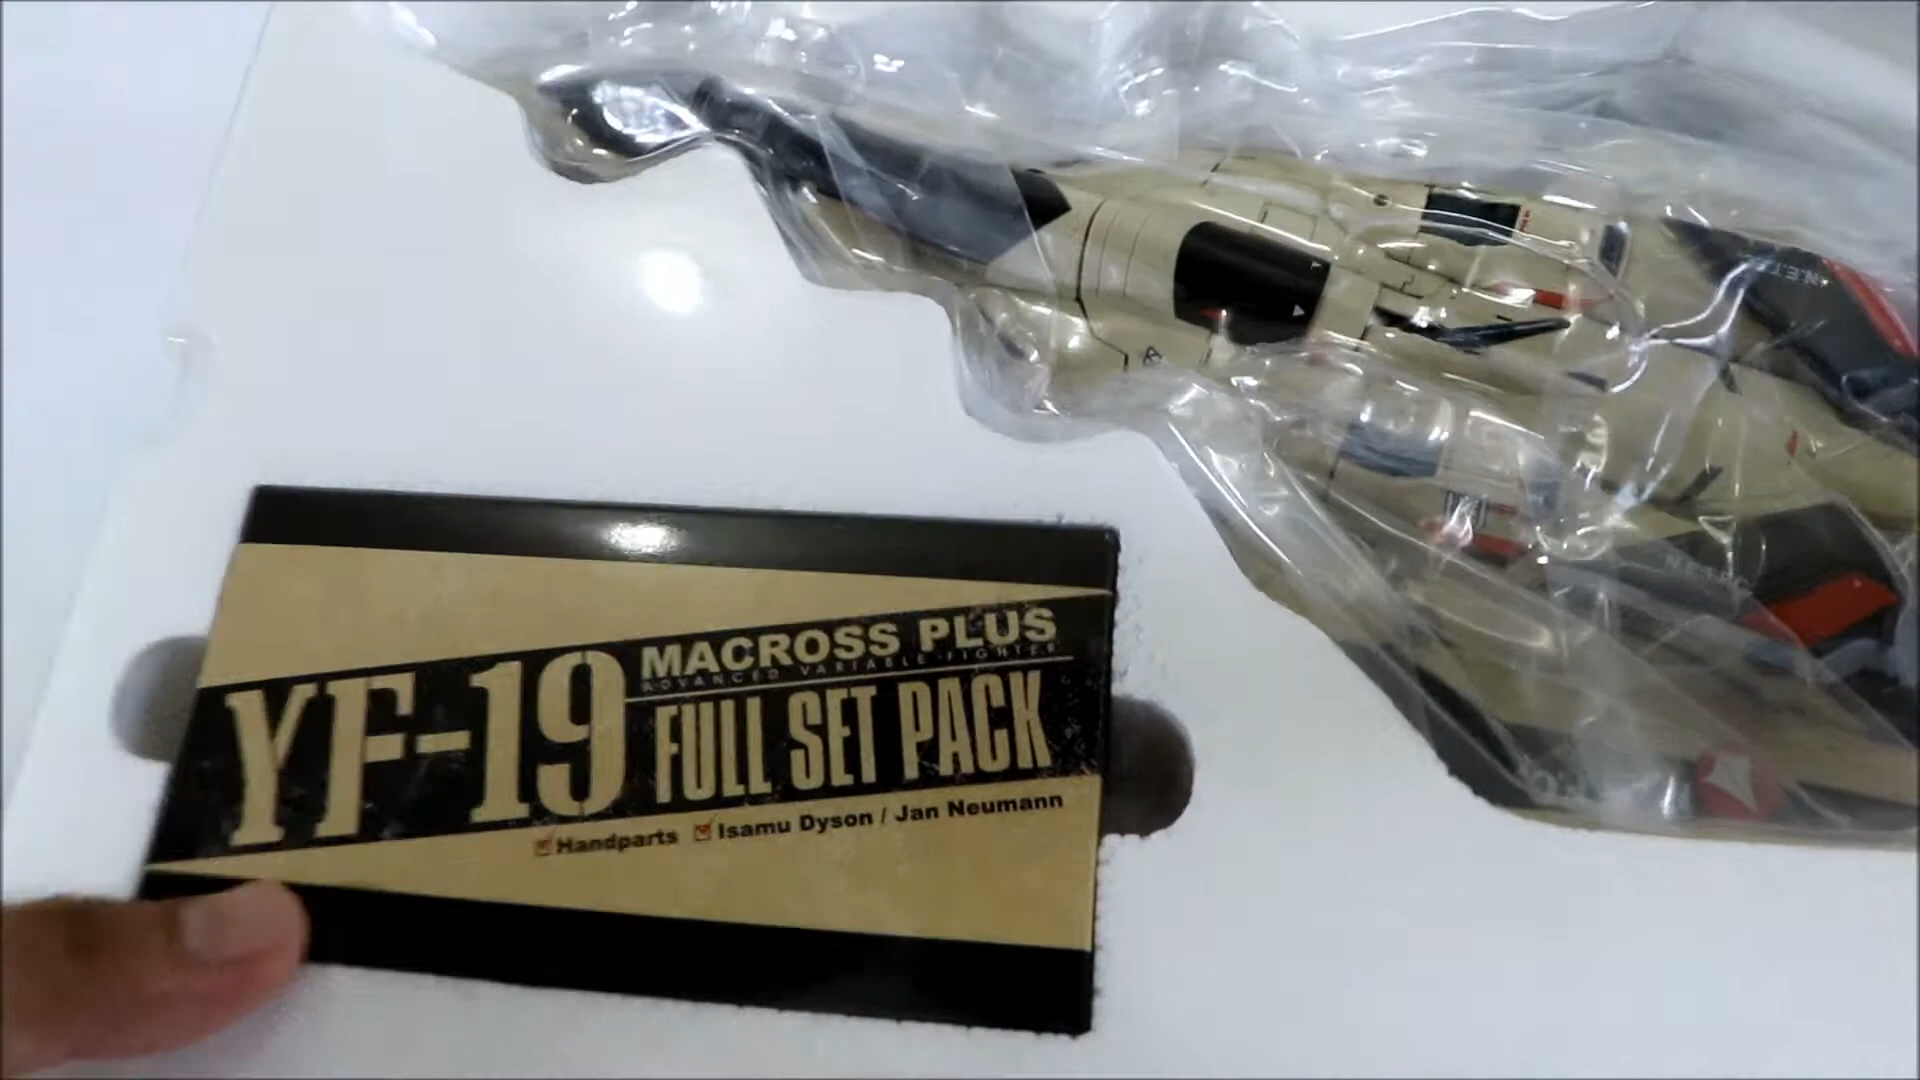 MACROSS PLUS
ADVANCED VARIABLE FIGHTER
YF-19
FULL SET PACK
Handparts Isamu Dyson / Jan Neumann